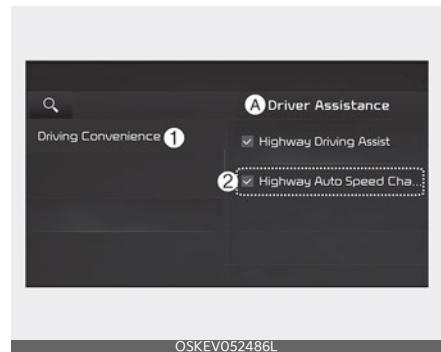 A Driver Assistance
Driving Convenience 1
Highway Driving Assist
2 Highway Auto Speed Cha...
OSKEV052486L